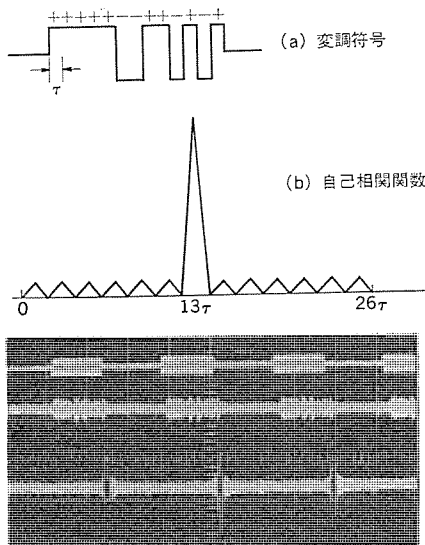 +++++--++-+-+
(a) 変調符号
τ
(b) 自己相関関数
0 13τ 26τ